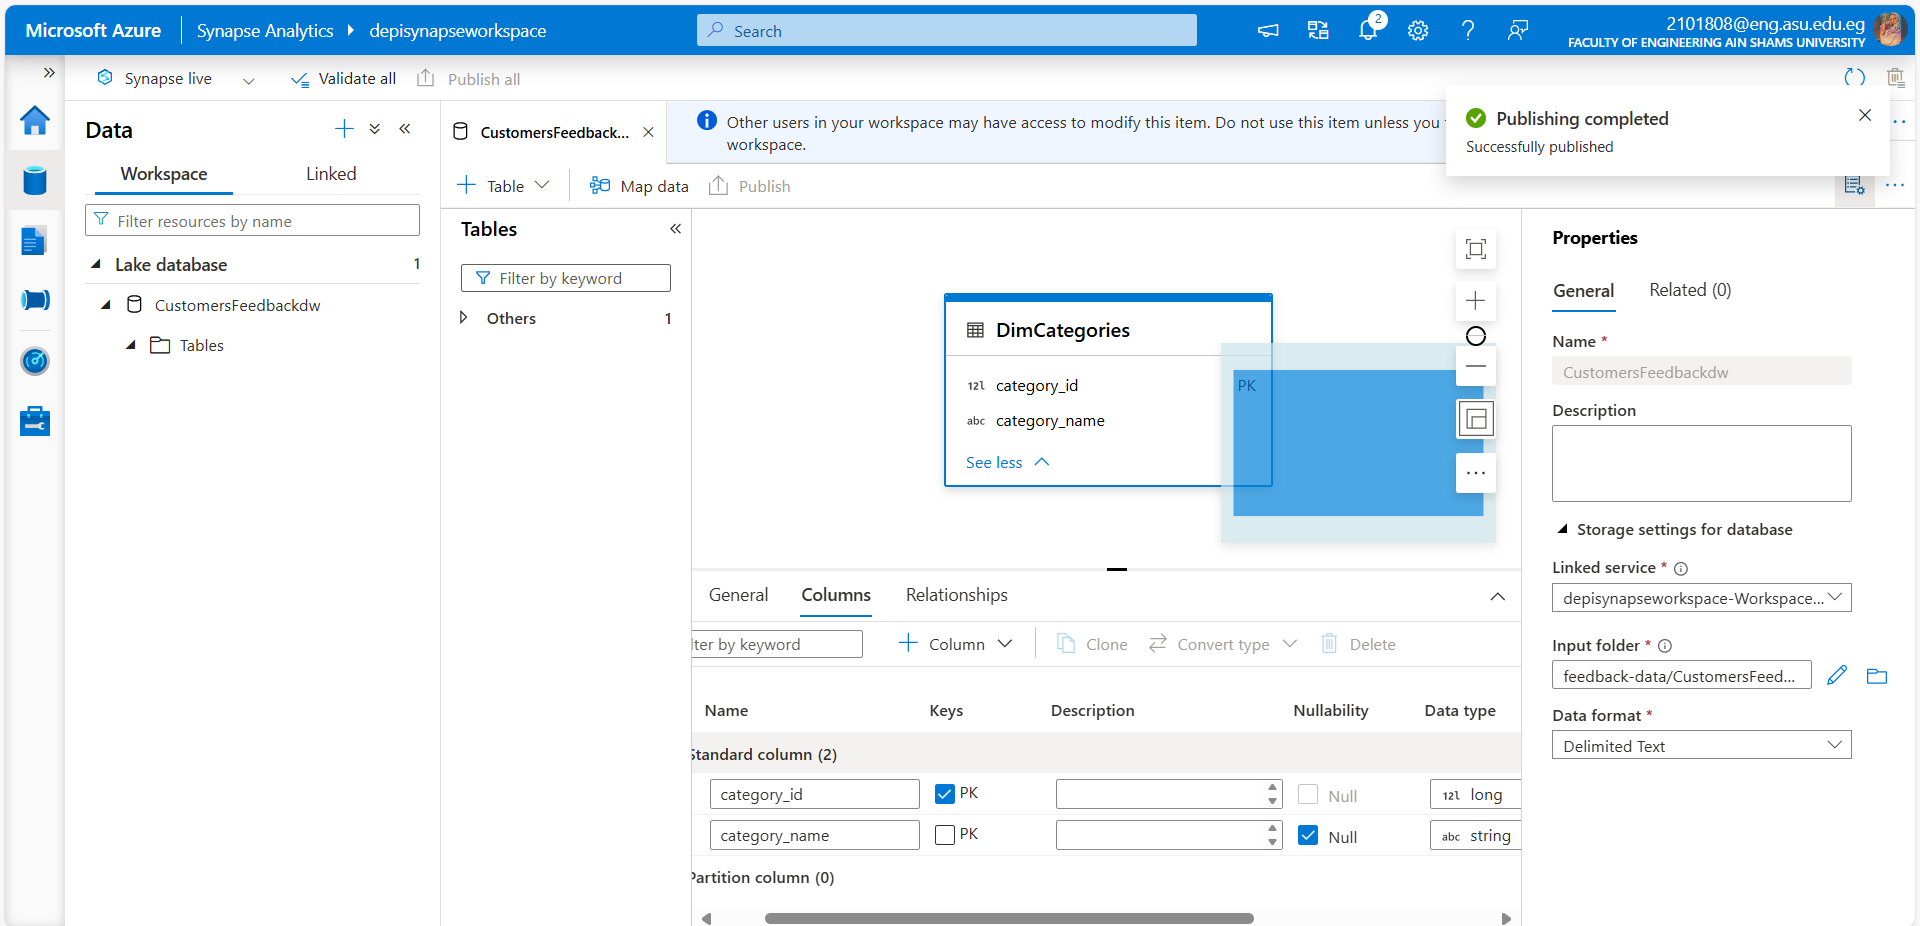 Microsoft Azure
Synapse Analytics
depisynapseworkspace
Search
2
2101808@eng.asu.edu.eg
FACULTY OF ENGINEERING AIN SHAMS UNIVERSITY
Synapse live
Validate all
Publish all
Data
Workspace
Linked
Filter resources by name
Lake database
1
CustomersFeedbackdw
Tables
CustomersFeedback...
Other users in your workspace may have access to modify this item. Do not use this item unless you
workspace.
Publishing completed
Successfully published
Table
Map data
Publish
Tables
Filter by keyword
Others
1
DimCategories
12l category_id PK
abc category_name
See less
General
Columns
Relationships
lter by keyword
Column
Clone
Convert type
Delete
Name Keys Description Nullability Data type
Standard column (2)
category_id PK Null 12l long
category_name PK Null abc string
Partition column (0)
Properties
General
Related (0)
Name *
CustomersFeedbackdw
Description
Storage settings for database
Linked service *
depisynapseworkspace-Workspace...
Input folder *
feedback-data/CustomersFeed...
Data format *
Delimited Text